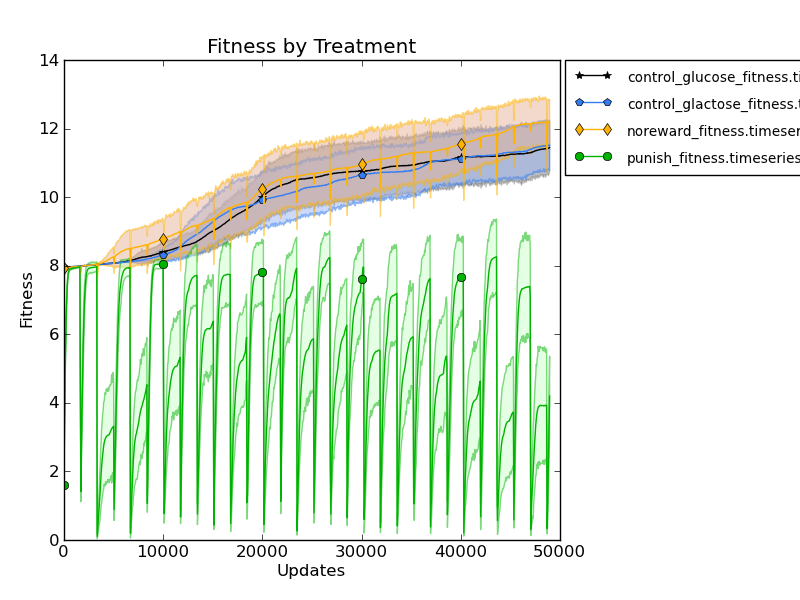 Fitness by Treatment
14
12
10
8
6
4
2
0
Fitness
0 10000 20000 30000 40000 50000
Updates
control_glucose_fitness.ti
control_glactose_fitness.
noreward_fitness.timeser
punish_fitness.timeseries